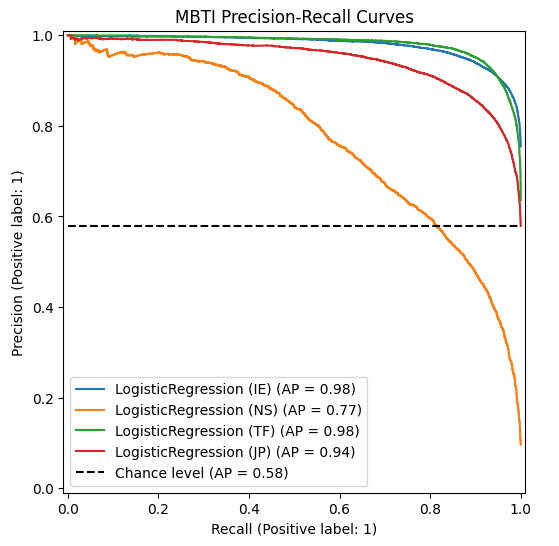 MBTI Precision-Recall Curves
1.0
0.8
0.6
0.4
0.2
0.0
Precision (Positive label: 1)
LogisticRegression (IE) (AP = 0.98)
LogisticRegression (NS) (AP = 0.77)
LogisticRegression (TF) (AP = 0.98)
LogisticRegression (JP) (AP = 0.94)
Chance level (AP = 0.58)
0.0 0.2 0.4 0.6 0.8 1.0
Recall (Positive label: 1)